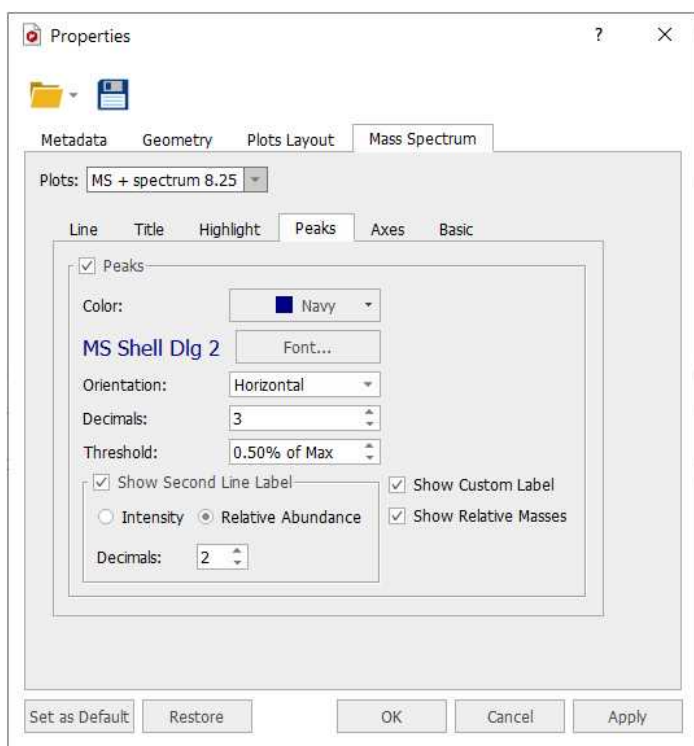 Properties
?
Metadata Geometry Plots Layout Mass Spectrum
Plots: MS + spectrum 8.25
Line Title Highlight Peaks Axes Basic
Peaks
Color: Navy
MS Shell Dlg 2 Font...
Orientation: Horizontal
Decimals: 3
Threshold: 0.50% of Max
Show Second Line Label Show Custom Label
Intensity Relative Abundance Show Relative Masses
Decimals: 2
Set as Default Restore OK Cancel Apply